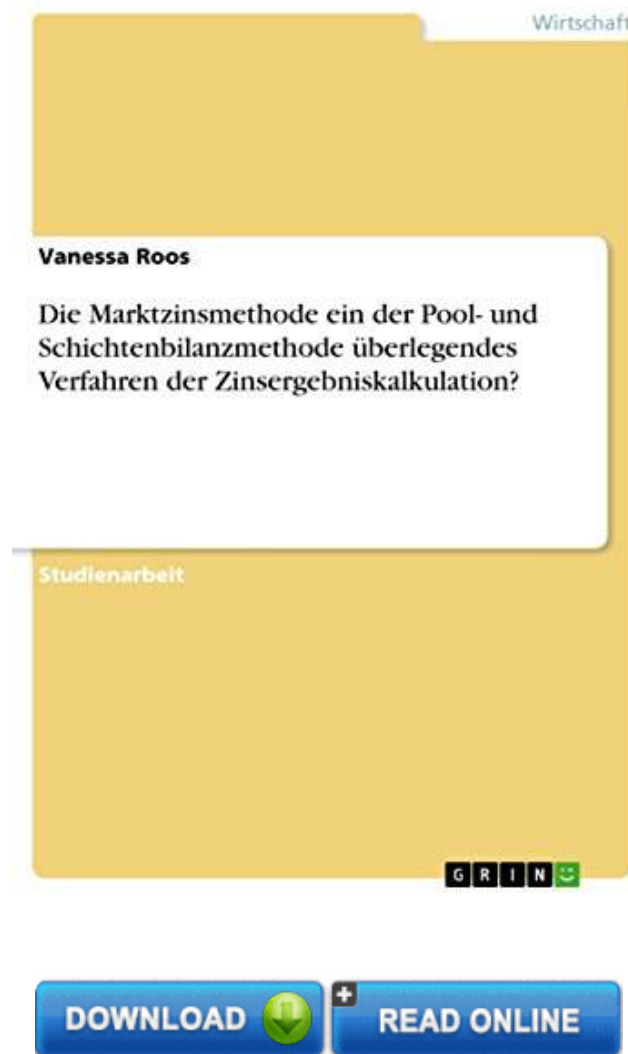 Wirtschaft
Vanessa Roos
Die Marktzinsmethode ein der Pool- und
Schichtenbilanzmethode überlegendes
Verfahren der Zinsergebniskalkulation?
Studienarbeit
GRIN
DOWNLOAD
READ ONLINE